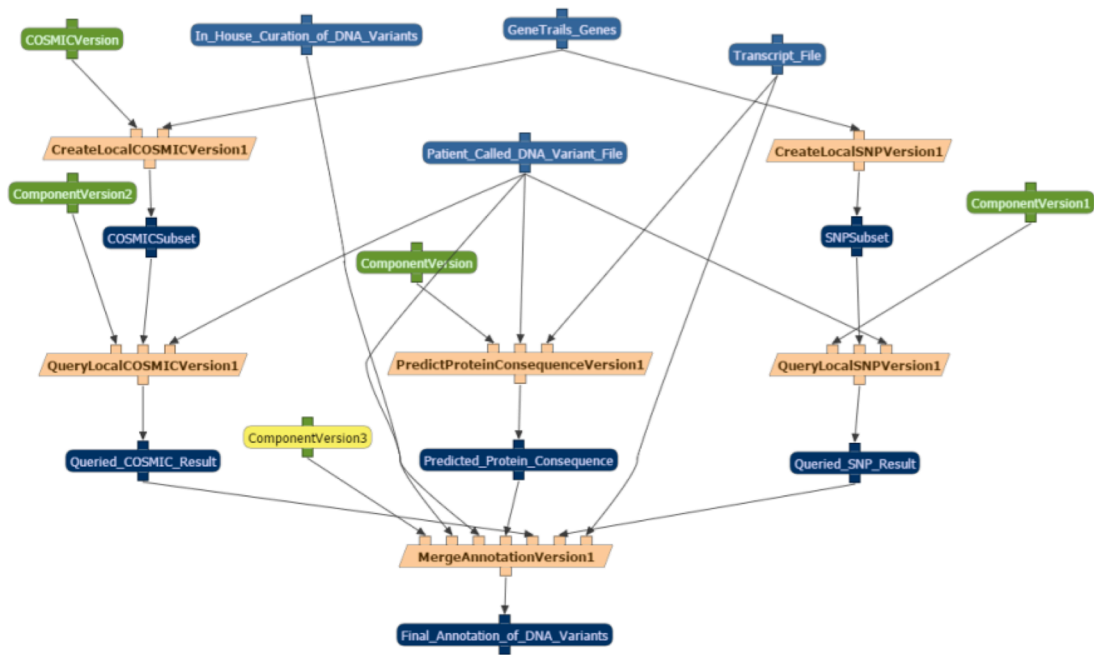 COSMICVersion
In_House_Curation_of_DNA_Variants
GeneTrails_Genes
Transcript_File
CreateLocalCOSMICVersion1
Patient_Called_DNA_Variant_File
CreateLocalSNPVersion1
ComponentVersion2
ComponentVersion1
COSMICSubset
SNPSubset
ComponentVersion
QueryLocalCOSMICVersion1
PredictProteinConsequenceVersion1
QueryLocalSNPVersion1
ComponentVersion3
Queried_COSMIC_Result
Predicted_Protein_Consequence
Queried_SNP_Result
MergeAnnotationVersion1
Final_Annotation_of_DNA_Variants